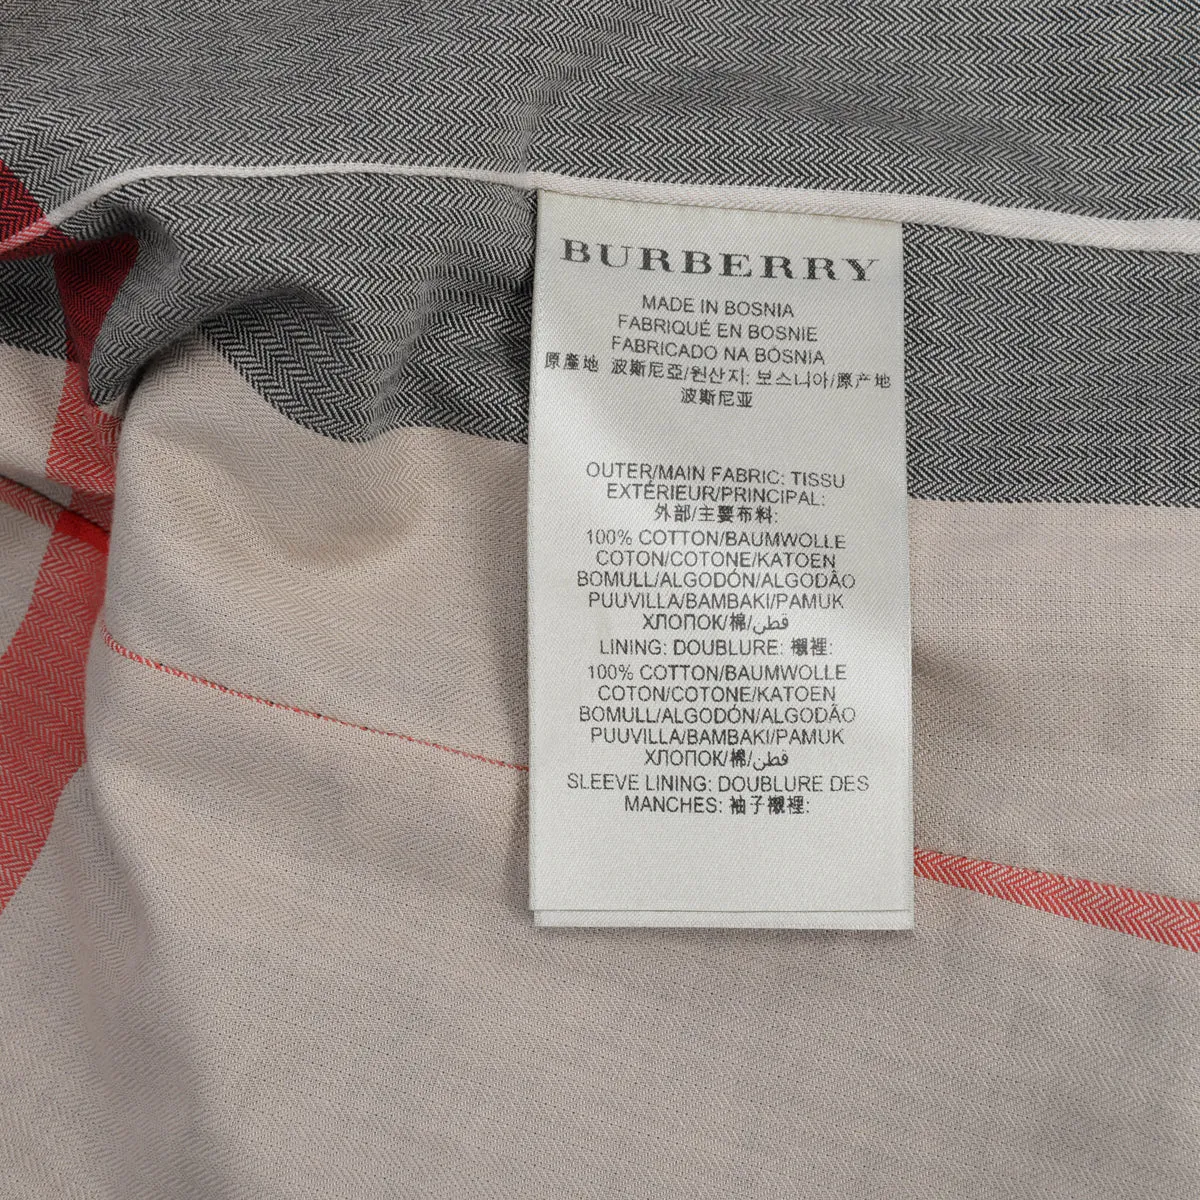 BURBERRY
MADE IN BOSNIA
FABRIQUÉ EN BOSNIE
FABRICADO NA BÓSNIA
原產地 波斯尼亞/원산지: 보스니아/原产地
波斯尼亚
OUTER/MAIN FABRIC: TISSU
EXTÉRIEUR/PRINCIPAL:
外部/主要布料:
100% COTTON/BAUMWOLLE
COTON/COTONE/KATOEN
BOMULL/ALGODÓN/ALGODÃO
PUUVILLA/BAMBAKI/PAMUK
ХЛОПОК/棉/قطن
LINING: DOUBLURE: 襯裡:
100% COTTON/BAUMWOLLE
COTON/COTONE/KATOEN
BOMULL/ALGODÓN/ALGODÃO
PUUVILLA/BAMBAKI/PAMUK
ХЛОПОК/棉/قطن
SLEEVE LINING: DOUBLURE DES
MANCHES: 袖子襯裡: